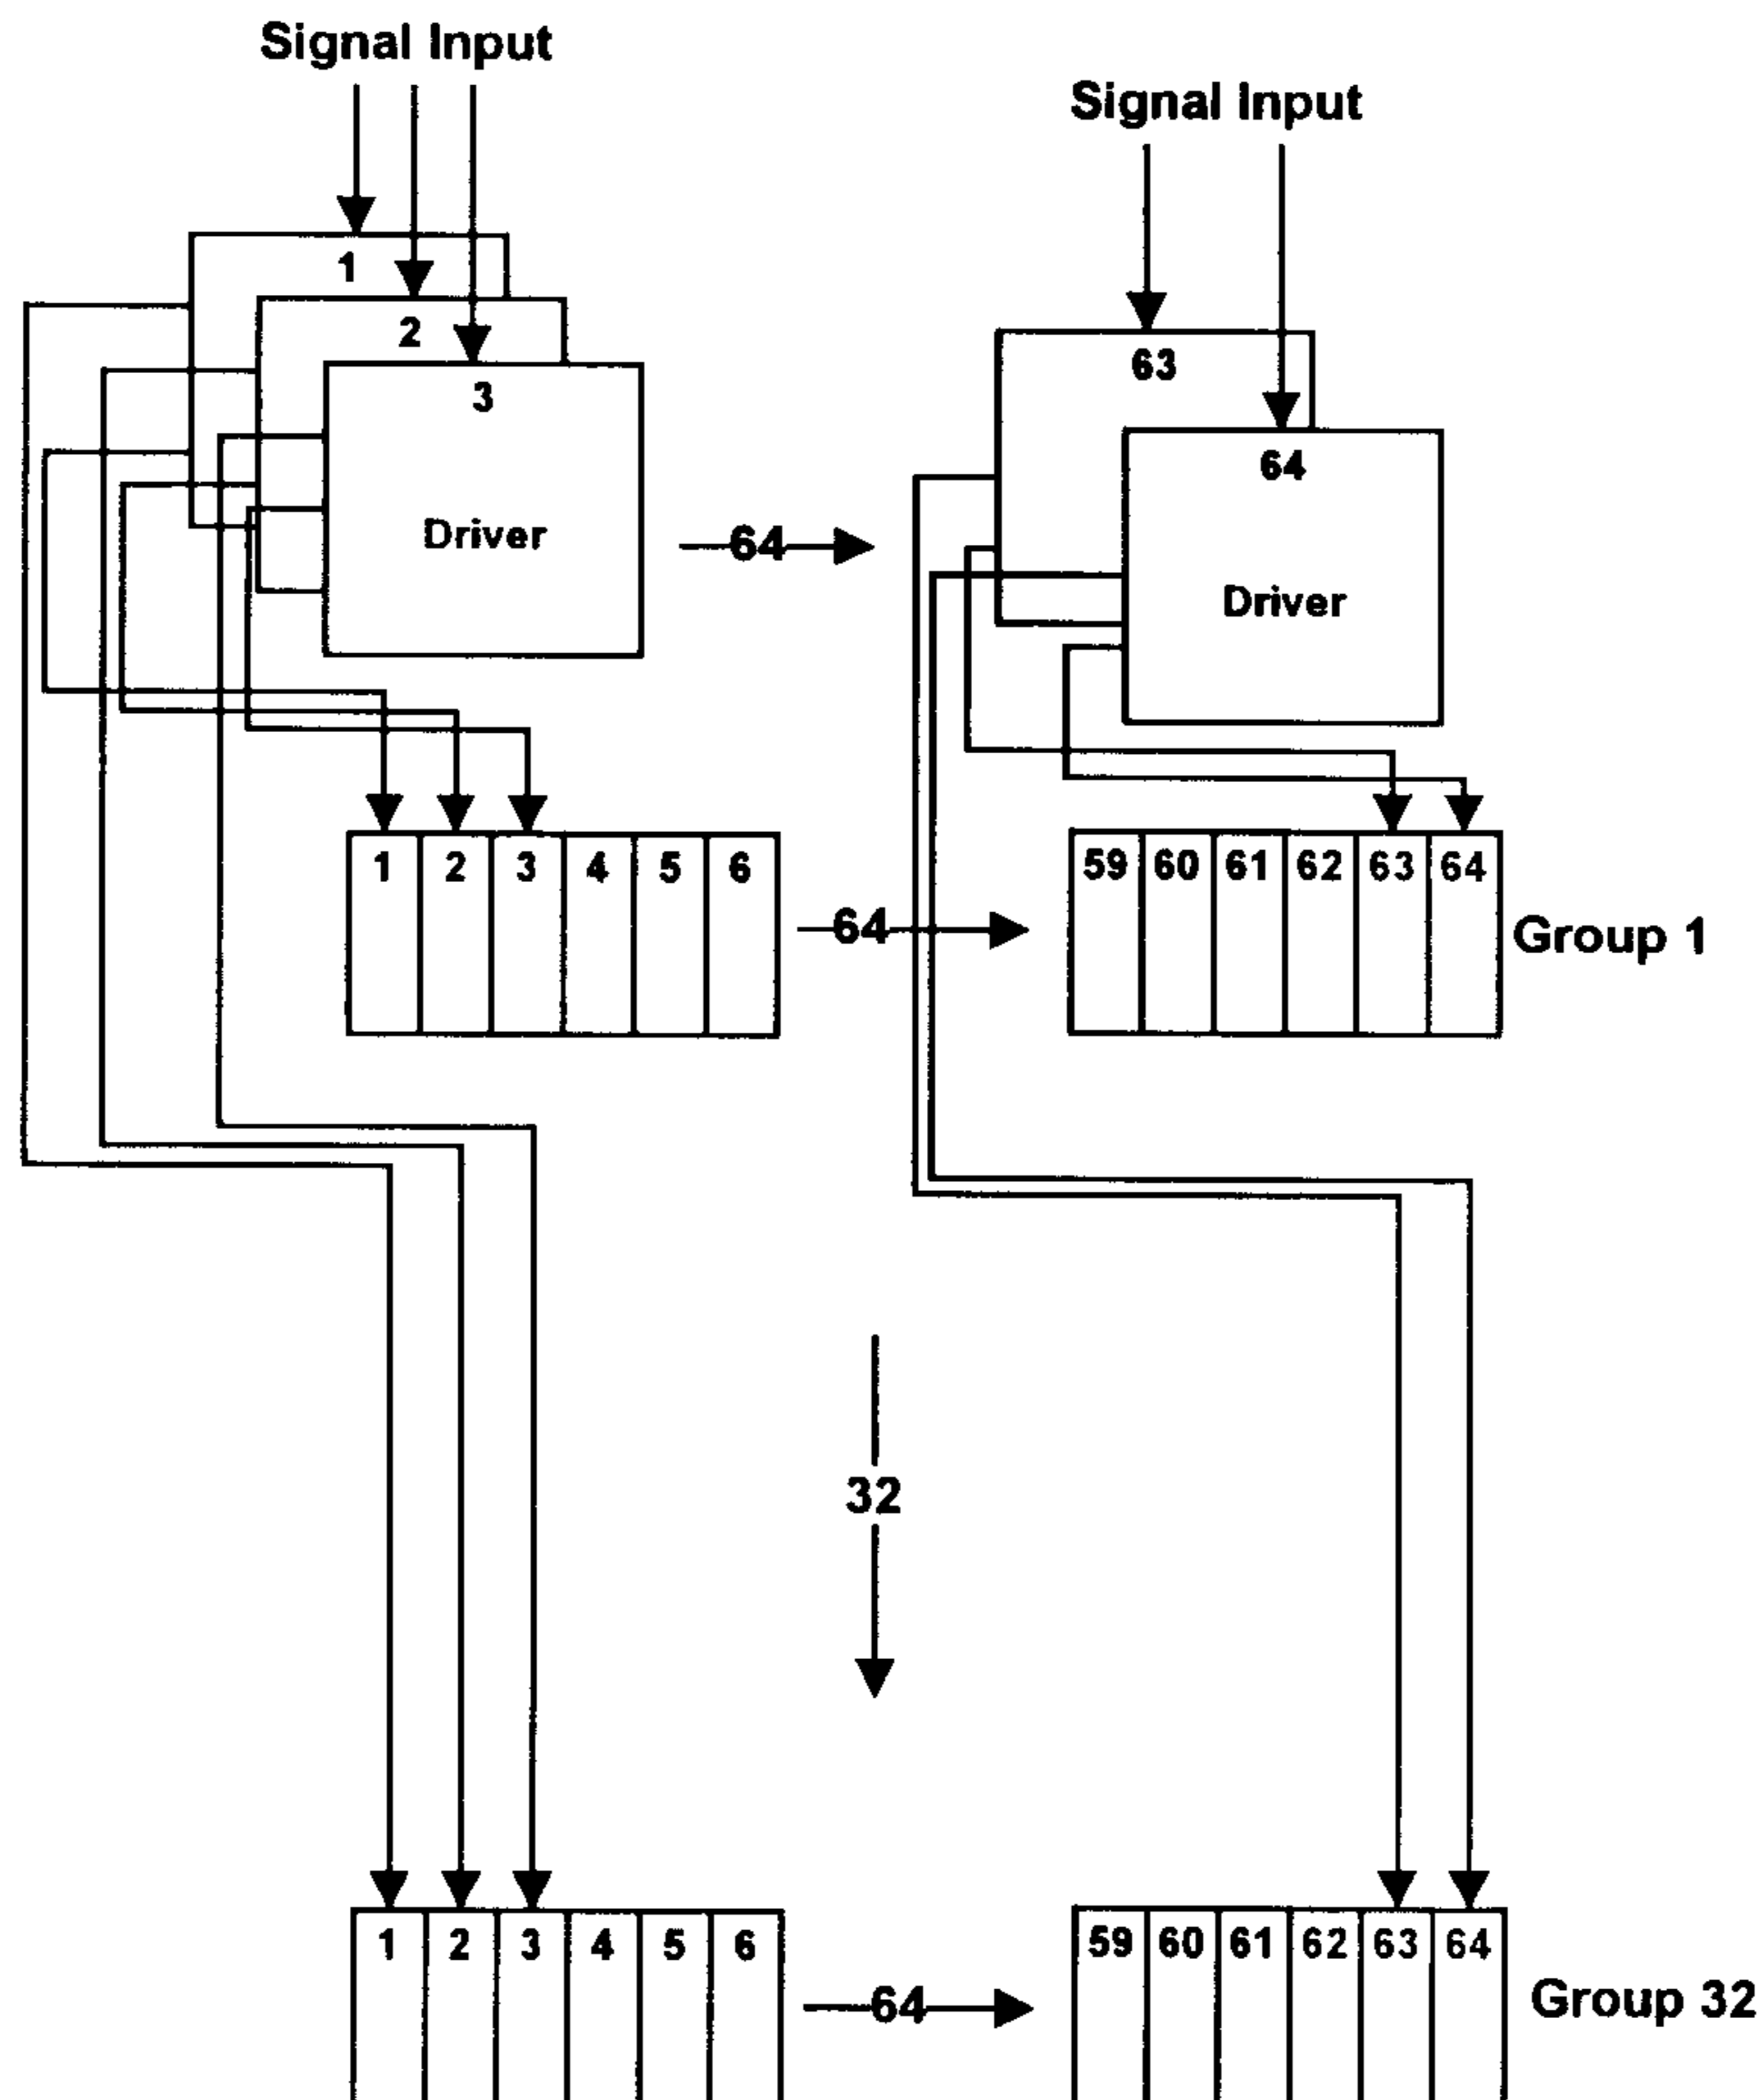 Signal Input
Signal Input
1
2
3
Driver
64
63
64
Driver
1 2 3 4 5 6
64
59 60 61 62 63 64
Group 1
32
1 2 3 4 5 6
64
59 60 61 62 63 64
Group 32